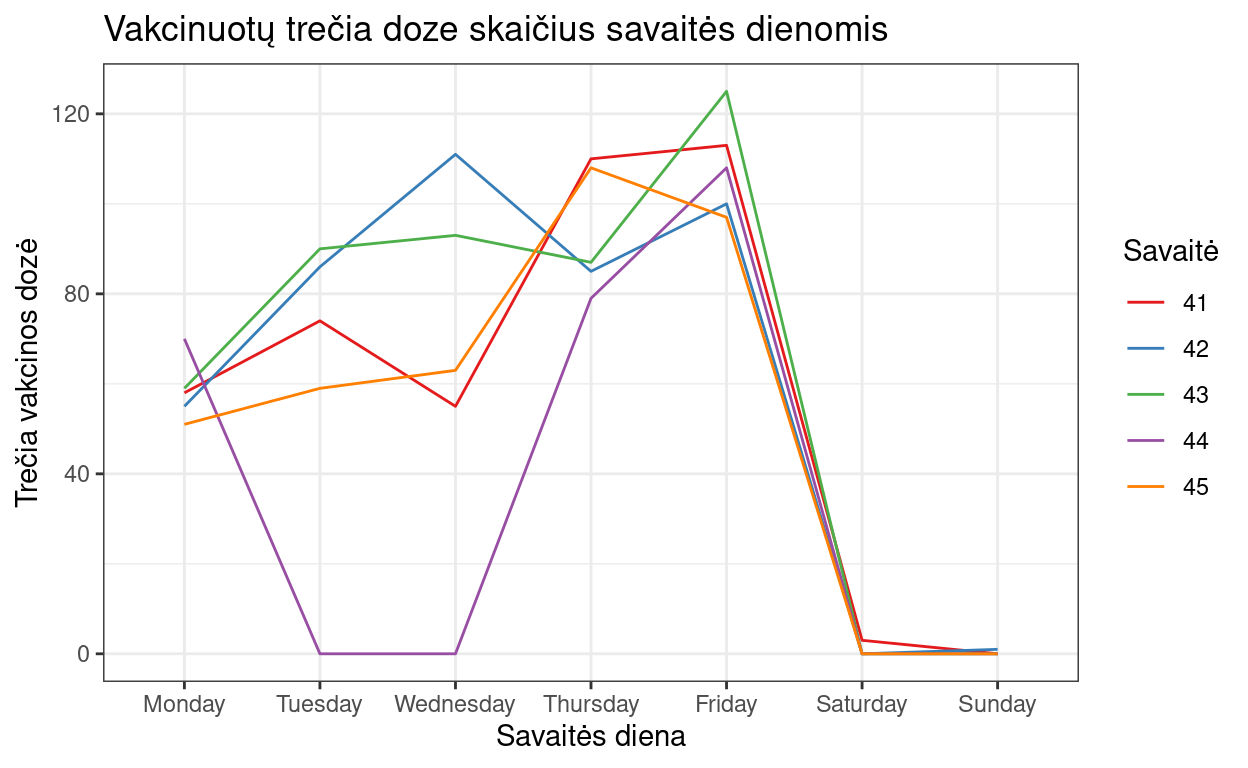 Vakcinuotų trečia doze skaičius savaitės dienomis
Trečia vakcinos dozė
120
80
40
0
Monday Tuesday Wednesday Thursday Friday Saturday Sunday
Savaitės diena
Savaitė
41
42
43
44
45